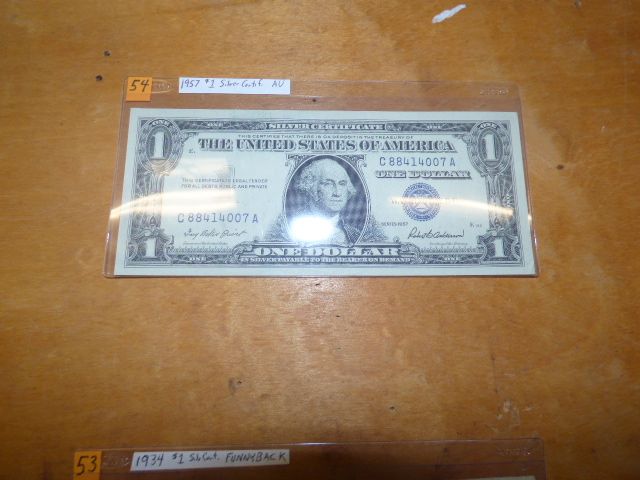 54
1957 $1 Silver Certif. AU
SILVER CERTIFICATE
THIS CERTIFIES THAT THERE IS ON DEPOSIT IN THE TREASURY OF
THE UNITED STATES OF AMERICA
C 88414007 A
ONE DOLLAR
THIS CERTIFICATE IS LEGAL TENDER
FOR ALL DEBTS, PUBLIC AND PRIVATE
C 88414007 A
SERIES 1957
ONE DOLLAR
IN SILVER PAYABLE TO THE BEARER ON DEMAND
1
1
1
1
ONE
ONE
53
1934 $1 Silv Cert. FUNNYBACK